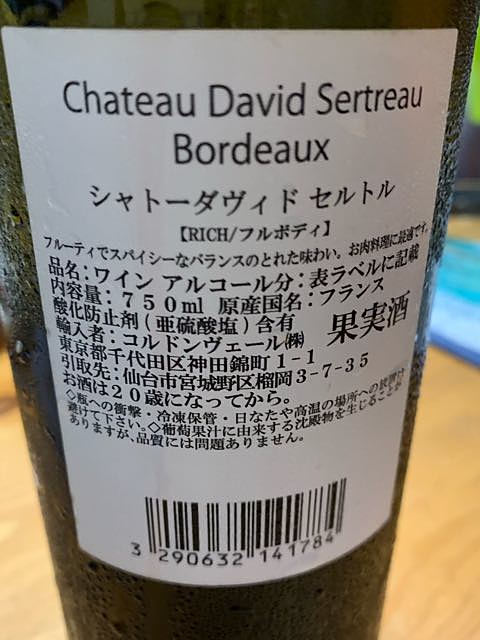 Chateau David Sertreau
Bordeaux
シャトーダヴィド セルトル
【RICH/フルボディ】
フルーティでスパイシーなバランスのとれた味わい。お肉料理に最適です。
品名：ワイン アルコール分：表ラベルに記載
内容量：750ml 原産国名：フランス
酸化防止剤(亜硫酸塩)含有
果実酒
輸入者：コルドンヴェール㈱
東京都千代田区神田錦町1-1
引取先：仙台市宮城野区榴岡3-7-35
お酒は20歳になってから。
◇瓶への衝撃・冷凍保管・日なたや高温の場所への放置は
避けて下さい。◇葡萄果汁に由来する沈殿物を生じることが
ありますが、品質には問題ありません。
3 290632 141784